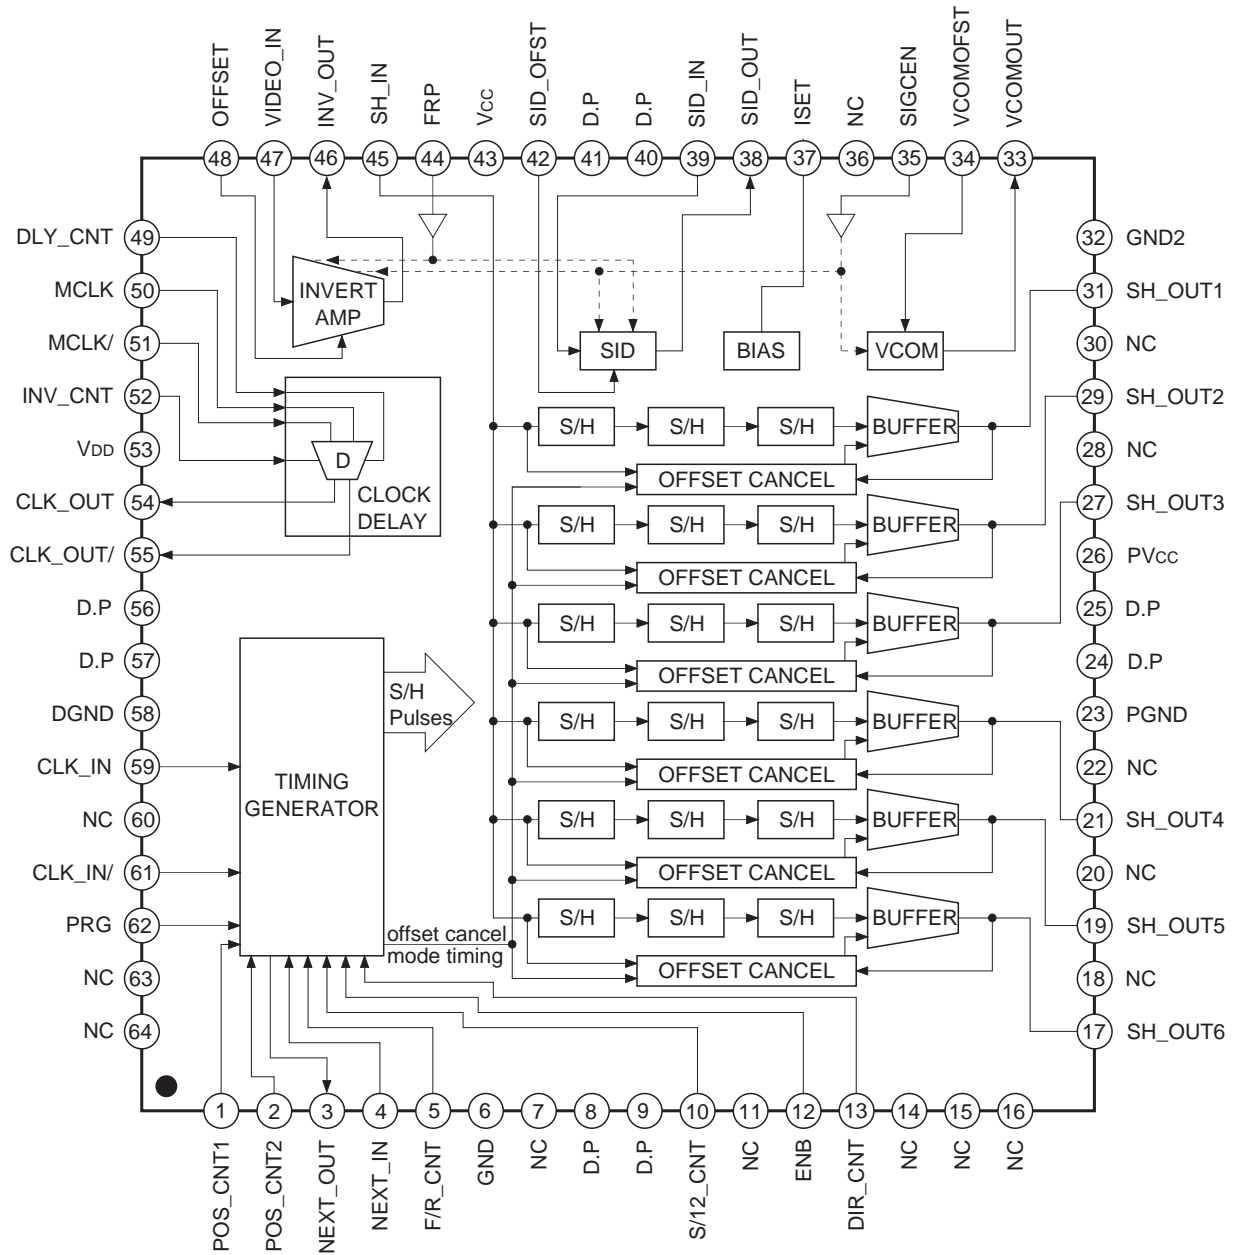 OFFSET
VIDEO_IN
INV_OUT
SH_IN
FRP
Vcc
SID_OFST
D.P
D.P
SID_IN
SID_OUT
ISET
NC
SIGCEN
VCOMOFST
VCOMOUT
48
47
46
45
44
43
42
41
40
39
38
37
36
35
34
33
DLY_CNT 49
MCLK 50
MCLK/ 51
INV_CNT 52
VDD 53
CLK_OUT 54
CLK_OUT/ 55
D.P 56
D.P 57
DGND 58
CLK_IN 59
NC 60
CLK_IN/ 61
PRG 62
NC 63
NC 64
INVERT
AMP
SID
BIAS
VCOM
D
CLOCK
DELAY
S/H S/H S/H BUFFER
OFFSET CANCEL
S/H S/H S/H BUFFER
OFFSET CANCEL
S/H S/H S/H BUFFER
OFFSET CANCEL
S/H S/H S/H BUFFER
OFFSET CANCEL
S/H S/H S/H BUFFER
OFFSET CANCEL
S/H S/H S/H BUFFER
OFFSET CANCEL
S/H
Pulses
TIMING
GENERATOR
offset cancel
mode timing
32 GND2
31 SH_OUT1
30 NC
29 SH_OUT2
28 NC
27 SH_OUT3
26 PVcc
25 D.P
24 D.P
23 PGND
22 NC
21 SH_OUT4
20 NC
19 SH_OUT5
18 NC
17 SH_OUT6
1
2
3
4
5
6
7
8
9
10
11
12
13
14
15
16
POS_CNT1
POS_CNT2
NEXT_OUT
NEXT_IN
F/R_CNT
GND
NC
D.P
D.P
S/12_CNT
NC
ENB
DIR_CNT
NC
NC
NC